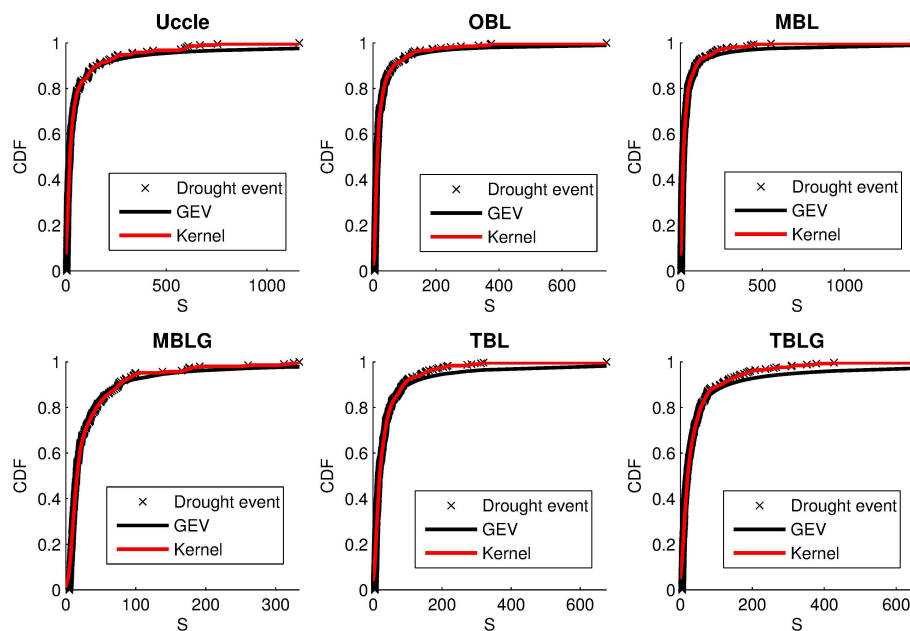 Uccle
1
0.8
0.6
0.4
0.2
0
CDF
Drought event
GEV
Kernel
0 500 1000
S
OBL
1
0.8
0.6
0.4
0.2
0
CDF
Drought event
GEV
Kernel
0 200 400 600
S
MBL
1
0.8
0.6
0.4
0.2
0
CDF
Drought event
GEV
Kernel
0 500 1000
S
MBLG
1
0.8
0.6
0.4
0.2
0
CDF
Drought event
GEV
Kernel
0 100 200 300
S
TBL
1
0.8
0.6
0.4
0.2
0
CDF
Drought event
GEV
Kernel
0 200 400 600
S
TBLG
1
0.8
0.6
0.4
0.2
0
CDF
Drought event
GEV
Kernel
0 200 400 600
S